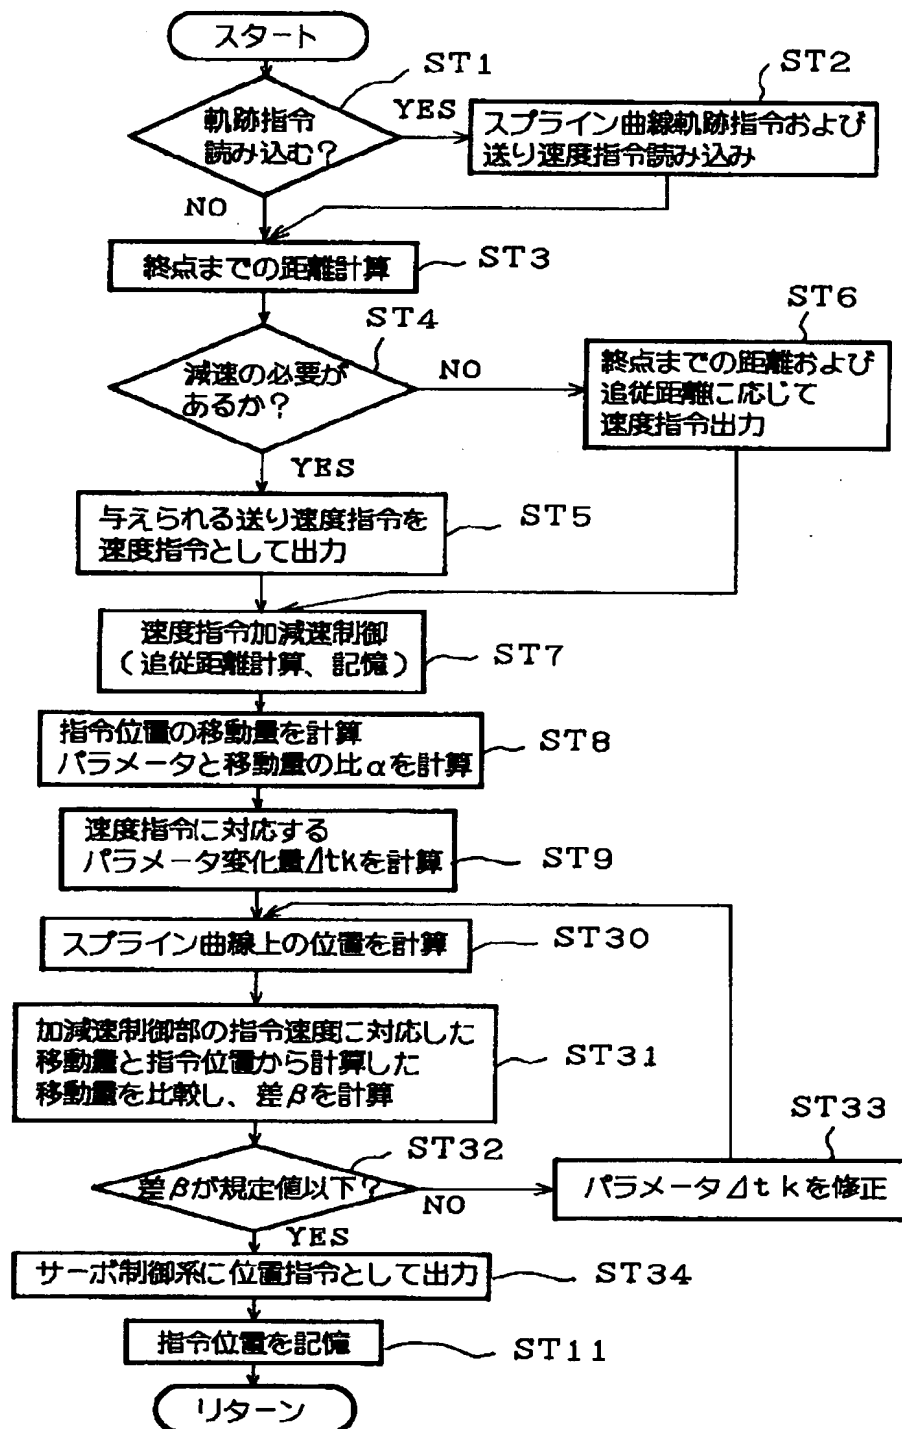 スタート
ST1
ST2
軌跡指令
読み込む?
YES
スプライン曲線軌跡指令および
送り速度指令読み込み
NO
終点までの距離計算
ST3
ST4
ST6
減速の必要が
あるか?
NO
終点までの距離および
追従距離に応じて
速度指令出力
YES
与えられる送り速度指令を
速度指令として出力
ST5
速度指令加減速制御
(追従距離計算、記憶)
ST7
指令位置の移動量を計算
パラメータと移動量の比αを計算
ST8
速度指令に対応する
パラメータ変化量Δtkを計算
ST9
スプライン曲線上の位置を計算
ST30
加減速制御部の指令速度に対応した
移動量と指令位置から計算した
移動量を比較し、差βを計算
ST31
ST33
ST32
差βが規定値以下?
NO
パラメータΔtkを修正
YES
サーボ制御系に位置指令として出力
ST34
指令位置を記憶
ST11
リターン